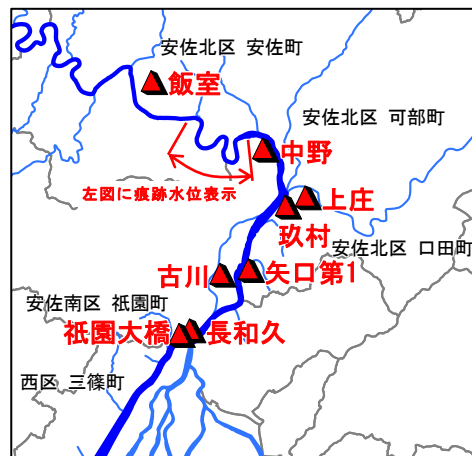 安佐北区 安佐町
飯室
安佐北区 可部町
中野
左図に痕跡水位表示
上庄
玖村
安佐北区 口田町
古川
矢口第1
安佐南区 祇園町
祇園大橋
長和久
西区 三篠町